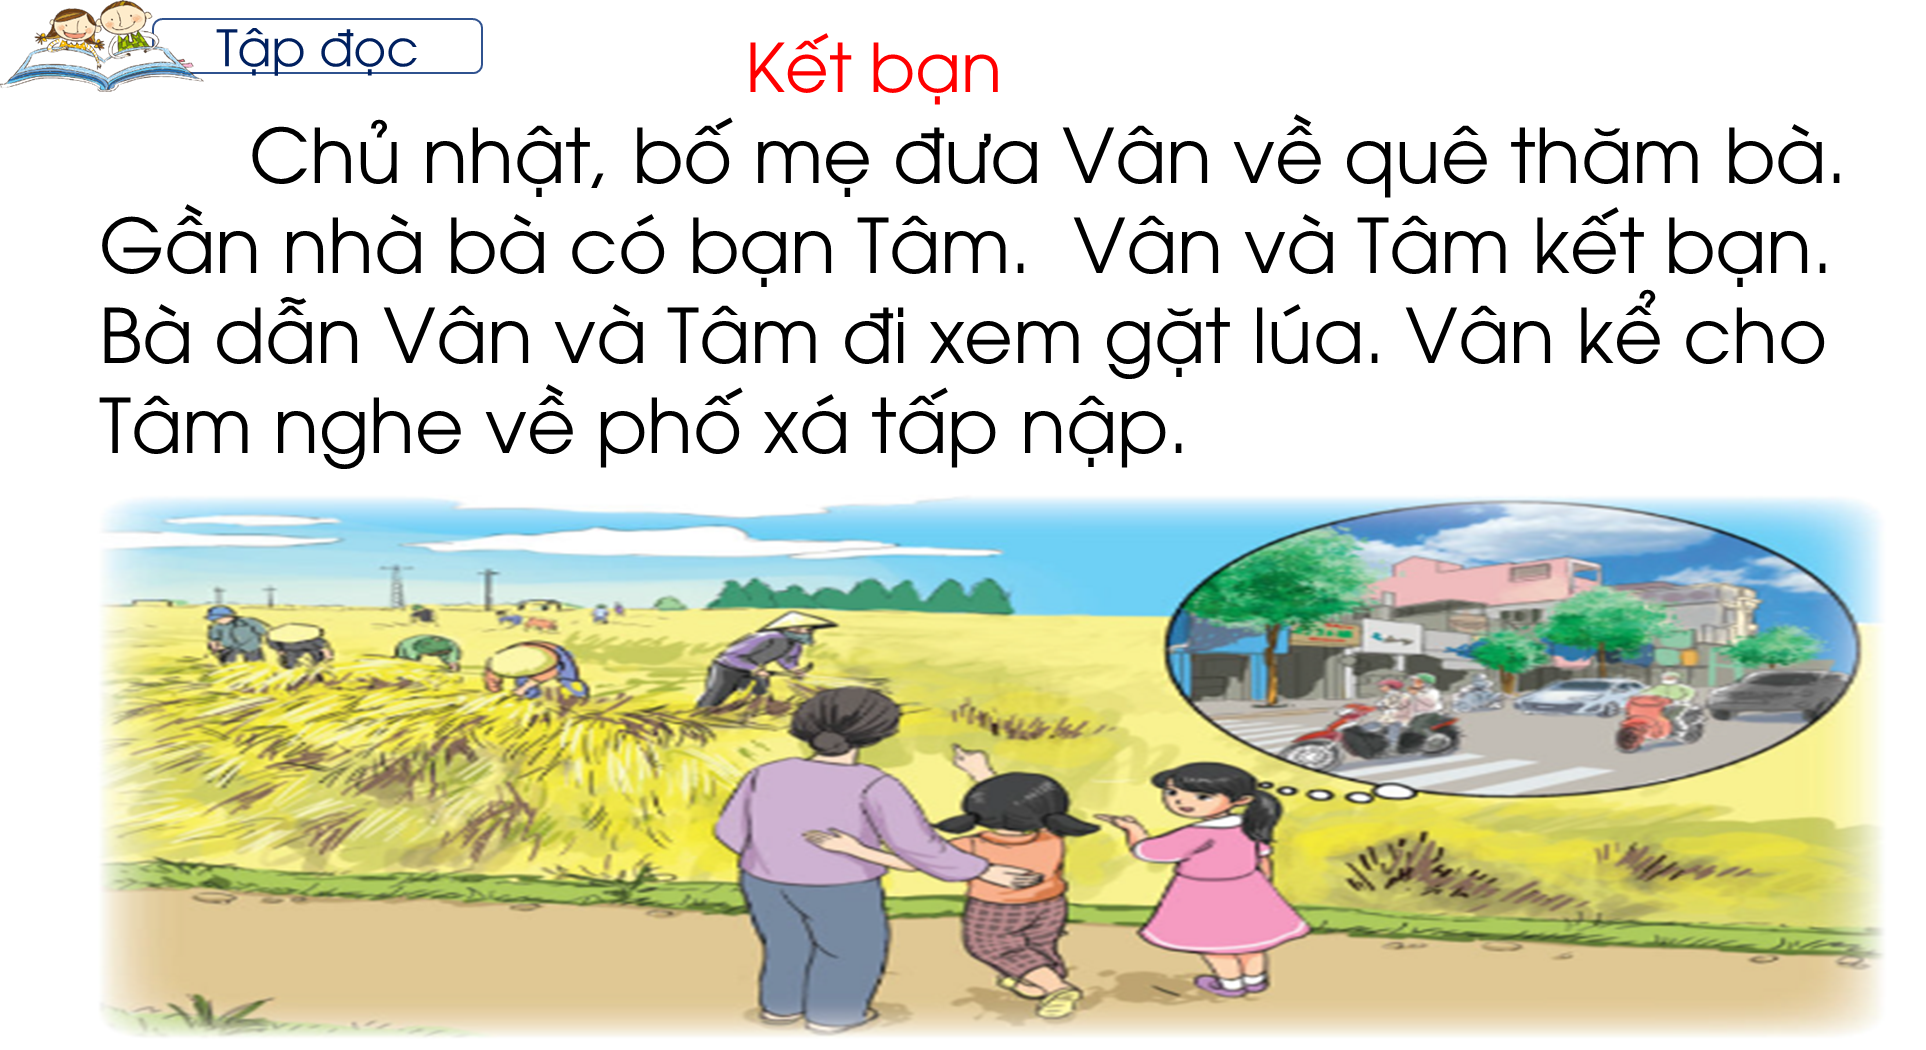 Tập đọc
Kết bạn
Chủ nhật, bố mẹ đưa Vân về quê thăm bà.
Gần nhà bà có bạn Tâm. Vân và Tâm kết bạn.
Bà dẫn Vân và Tâm đi xem gặt lúa. Vân kể cho
Tâm nghe về phố xá tấp nập.